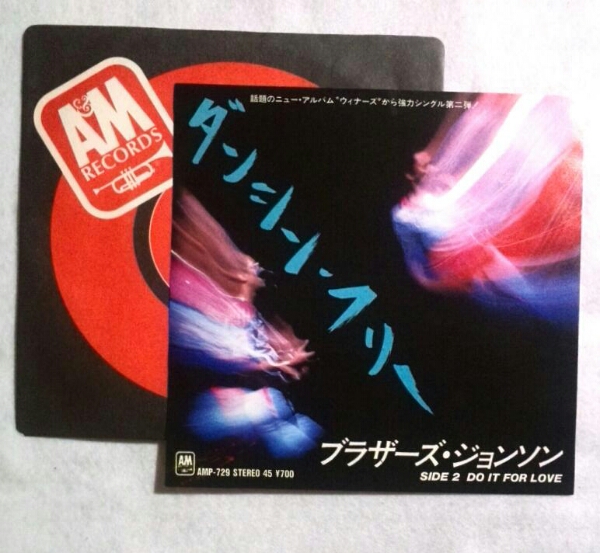 A&M
RECORDS
話題のニュー・アルバム"ウィナーズ"から強力シングル第二弾!
ダンシン・フリー
ブラザーズ・ジョンソン
SIDE 2 DO IT FOR LOVE
A&M
AMP-729 STEREO 45 ¥700